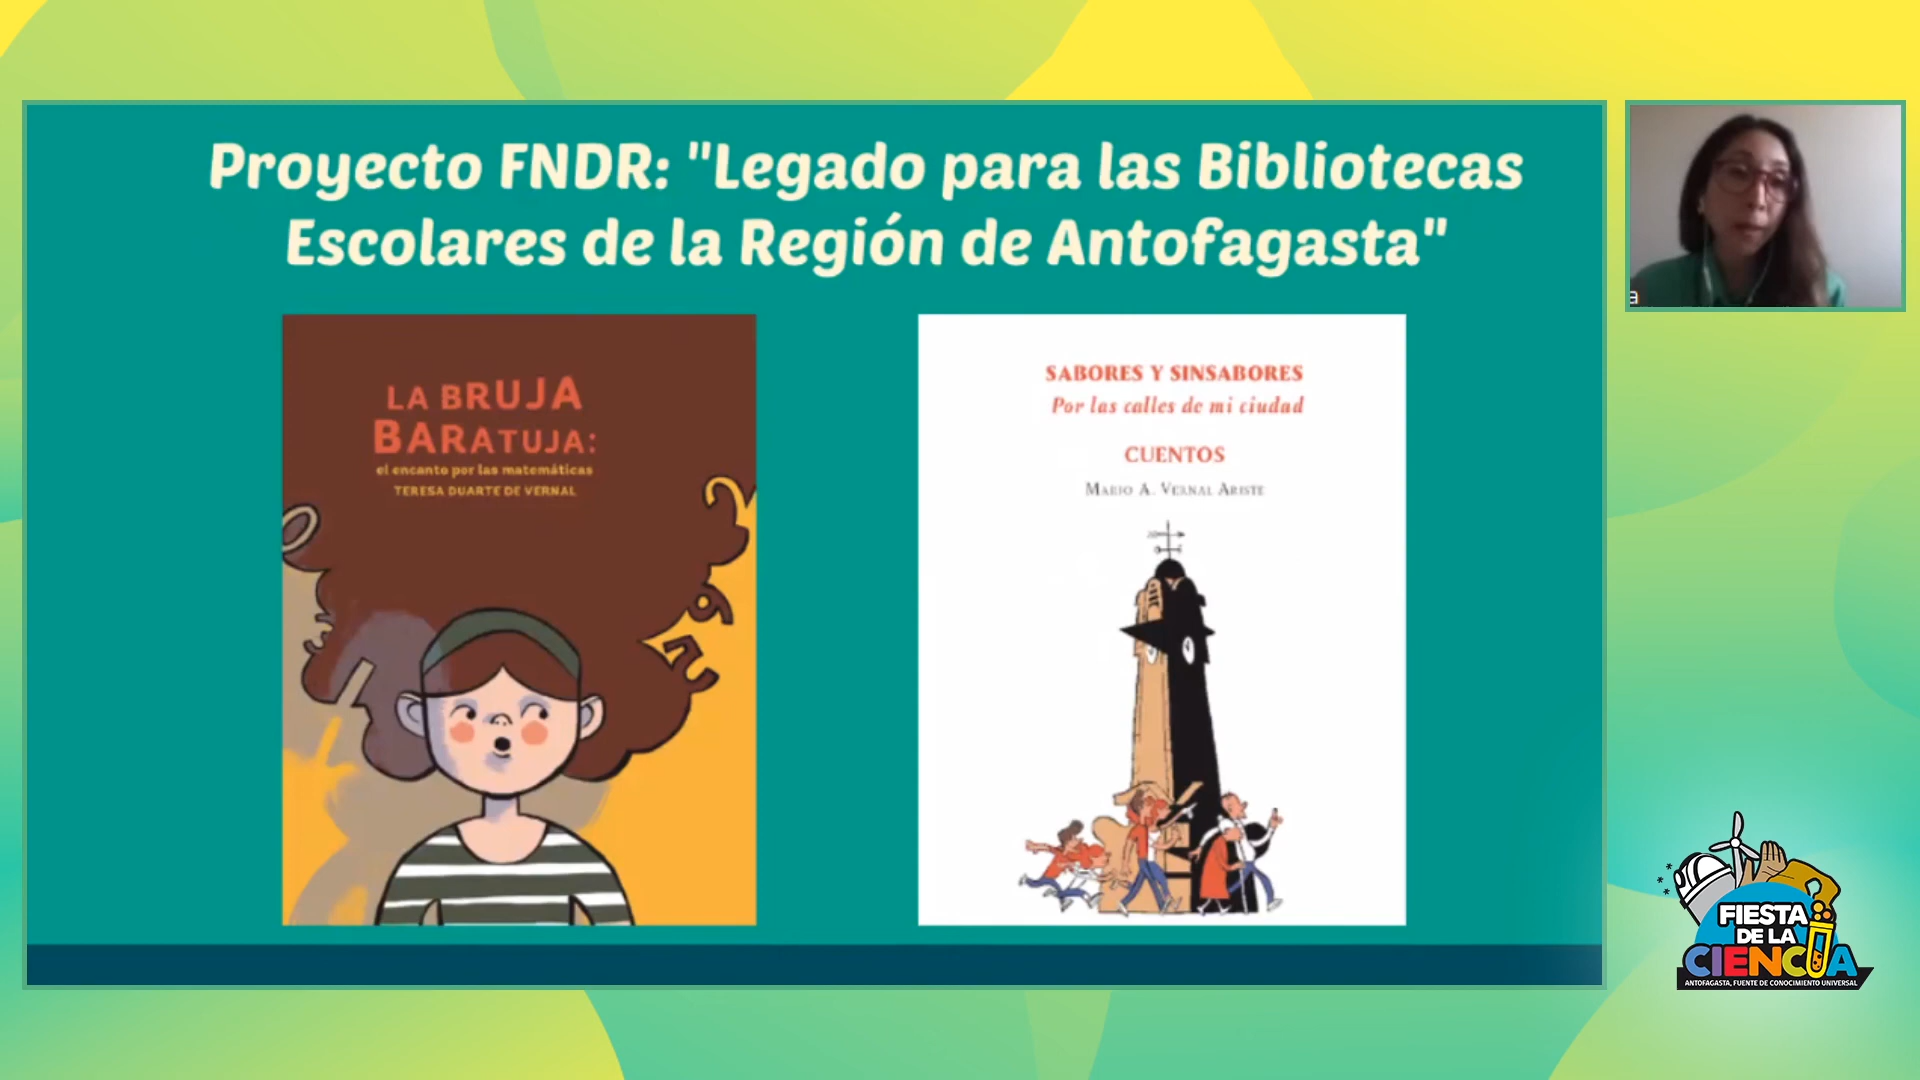 Proyecto FNDR: "Legado para las Bibliotecas
Escolares de la Región de Antofagasta"
LA BRUJA
BARATUJA:
el encanto por las matemáticas
TERESA DUARTE DE VERNAL
SABORES Y SINSABORES
Por las calles de mi ciudad
CUENTOS
MARIO A. VERNAL ARISTE
a
FIESTA
DE LA
CIENCIA
ANTOFAGASTA, FUENTE DE CONOCIMIENTO UNIVERSAL